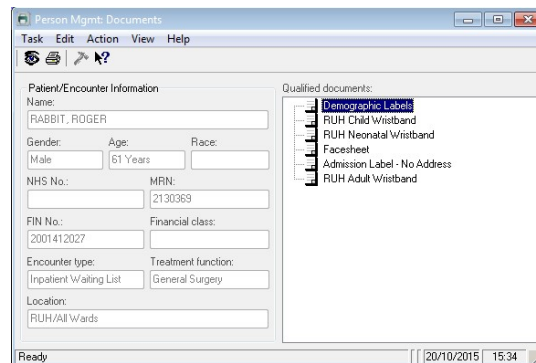 Person Mgmt: Documents
Task Edit Action View Help
Patient/Encounter Information
Name:
RABBIT, ROGER
Gender: Age: Race:
Male 61 Years
NHS No.: MRN:
2130369
FIN No.: Financial class:
2001412027
Encounter type: Treatment function:
Inpatient Waiting List General Surgery
Location:
RUH/All Wards
Qualified documents:
Demographic Labels
RUH Child Wristband
RUH Neonatal Wristband
Facesheet
Admission Label - No Address
RUH Adult Wristband
Ready 20/10/2015 15:34